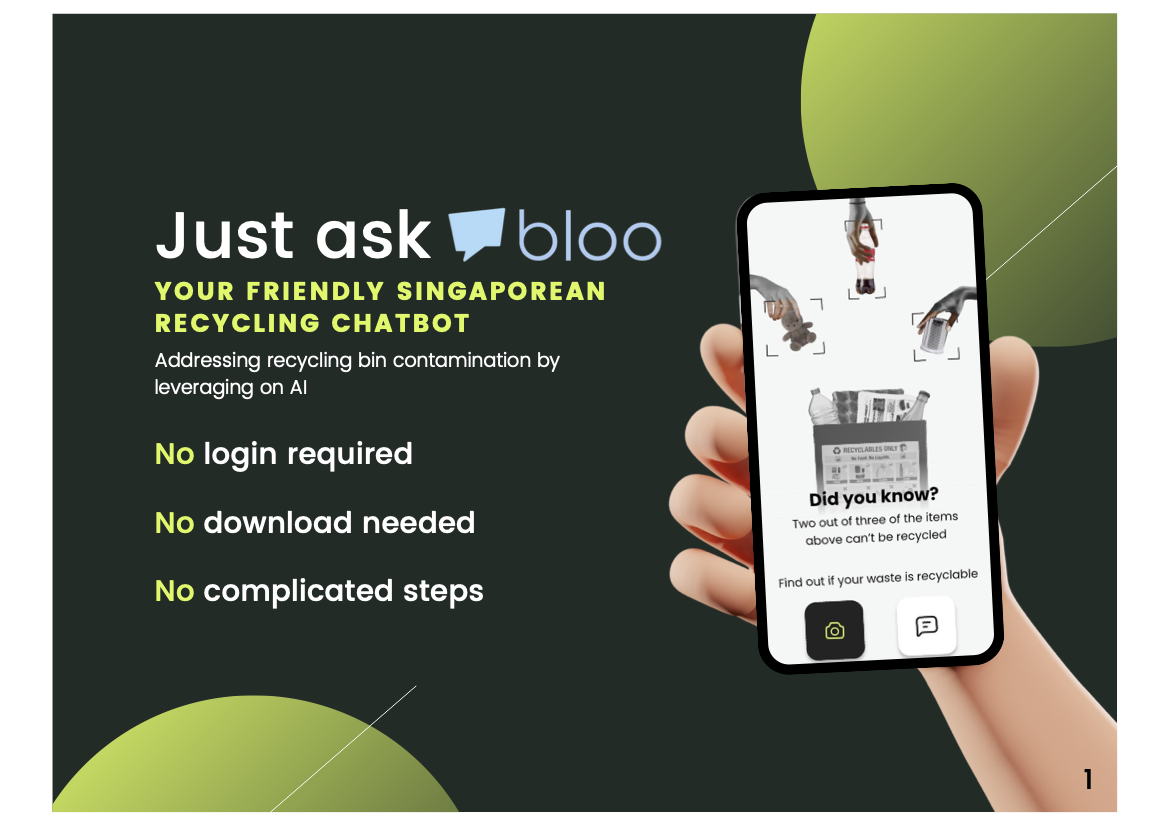 Just ask bloo
YOUR FRIENDLY SINGAPOREAN
RECYCLING CHATBOT
Addressing recycling bin contamination by
leveraging on AI
No login required
No download needed
No complicated steps
RECYCLABLES ONLY
No Food. No Liquids.
Did you know?
Two out of three of the items
above can't be recycled
Find out if your waste is recyclable
1